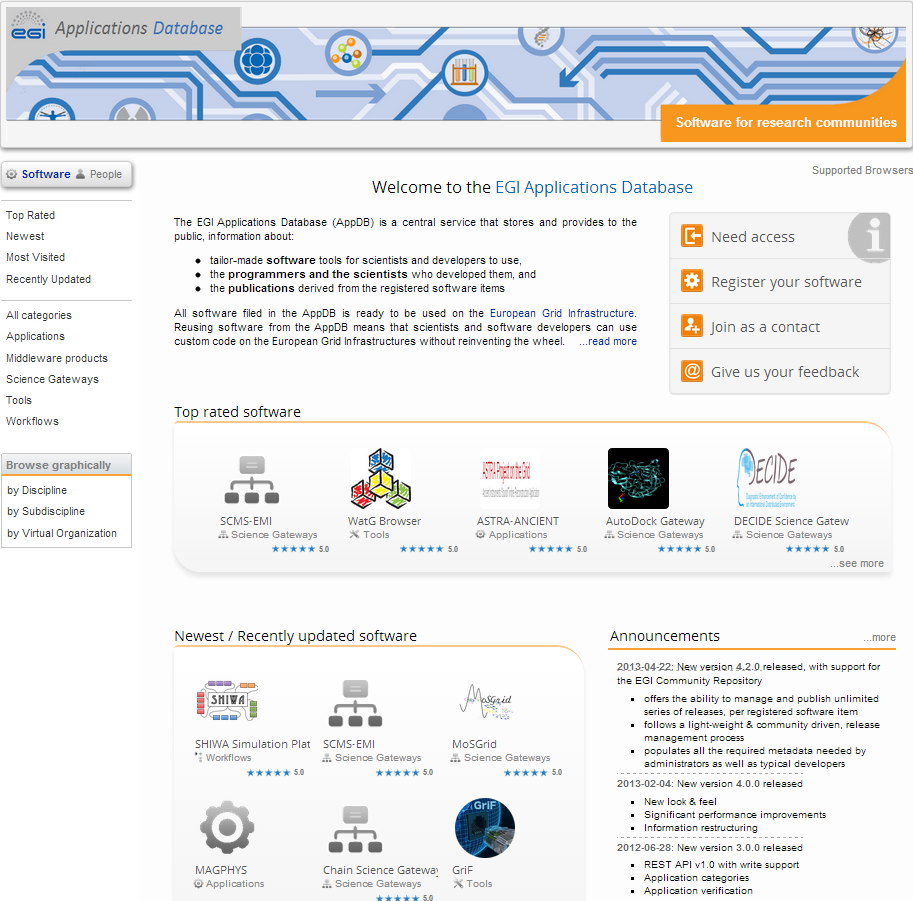 EGI Applications Database
Software for research communities
Software People
Supported Browsers
Top Rated
Newest
Most Visited
Recently Updated
All categories
Applications
Middleware products
Science Gateways
Tools
Workflows
Browse graphically
by Discipline
by Subdiscipline
by Virtual Organization
Welcome to the EGI Applications Database
The EGI Applications Database (AppDB) is a central service that stores and provides to the
public, information about:
• tailor-made software tools for scientists and developers to use,
• the programmers and the scientists who developed them, and
• the publications derived from the registered software items
All software filed in the AppDB is ready to be used on the European Grid Infrastructure.
Reusing software from the AppDB means that scientists and software developers can use
custom code on the European Grid Infrastructures without reinventing the wheel. ...read more
Need access
Register your software
Join as a contact
Give us your feedback
Top rated software
ASTRA Project on the Grid
DECIDE
SCMS-EMI
Science Gateways
5.0
WatG Browser
Tools
5.0
ASTRA-ANCIENT
Applications
5.0
AutoDock Gateway
Science Gateways
5.0
DECIDE Science Gatew
Science Gateways
5.0
...see more
Newest / Recently updated software
SHIWA
SHIWA Simulation Plat
Workflows
5.0
SCMS-EMI
Science Gateways
5.0
MoSGrid
MoSGrid
Science Gateways
5.0
MAGPHYS
Applications
Chain Science Gateway
Science Gateways
5.0
GriF
GriF
Tools
Announcements
...more
2013-04-22: New version 4.2.0 released, with support for
the EGI Community Repository
offers the ability to manage and publish unlimited
series of releases, per registered software item
follows a light-weight & community driven, release
management process
populates all the required metadata needed by
administrators as well as typical developers
2013-02-04: New version 4.0.0 released
New look & feel
Significant performance improvements
Information restructuring
2012-06-28: New version 3.0.0 released
REST API v1.0 with write support
Application categories
Application verification